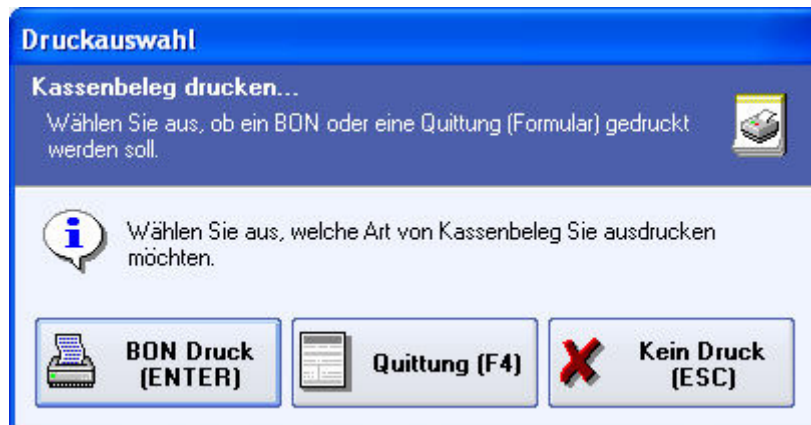 Druckauswahl
Kassenbeleg drucken...
Wählen Sie aus, ob ein BON oder eine Quittung (Formular) gedruckt
werden soll.
Wählen Sie aus, welche Art von Kassenbeleg Sie ausdrucken
möchten.
BON Druck
(ENTER)
Quittung (F4)
Kein Druck
(ESC)